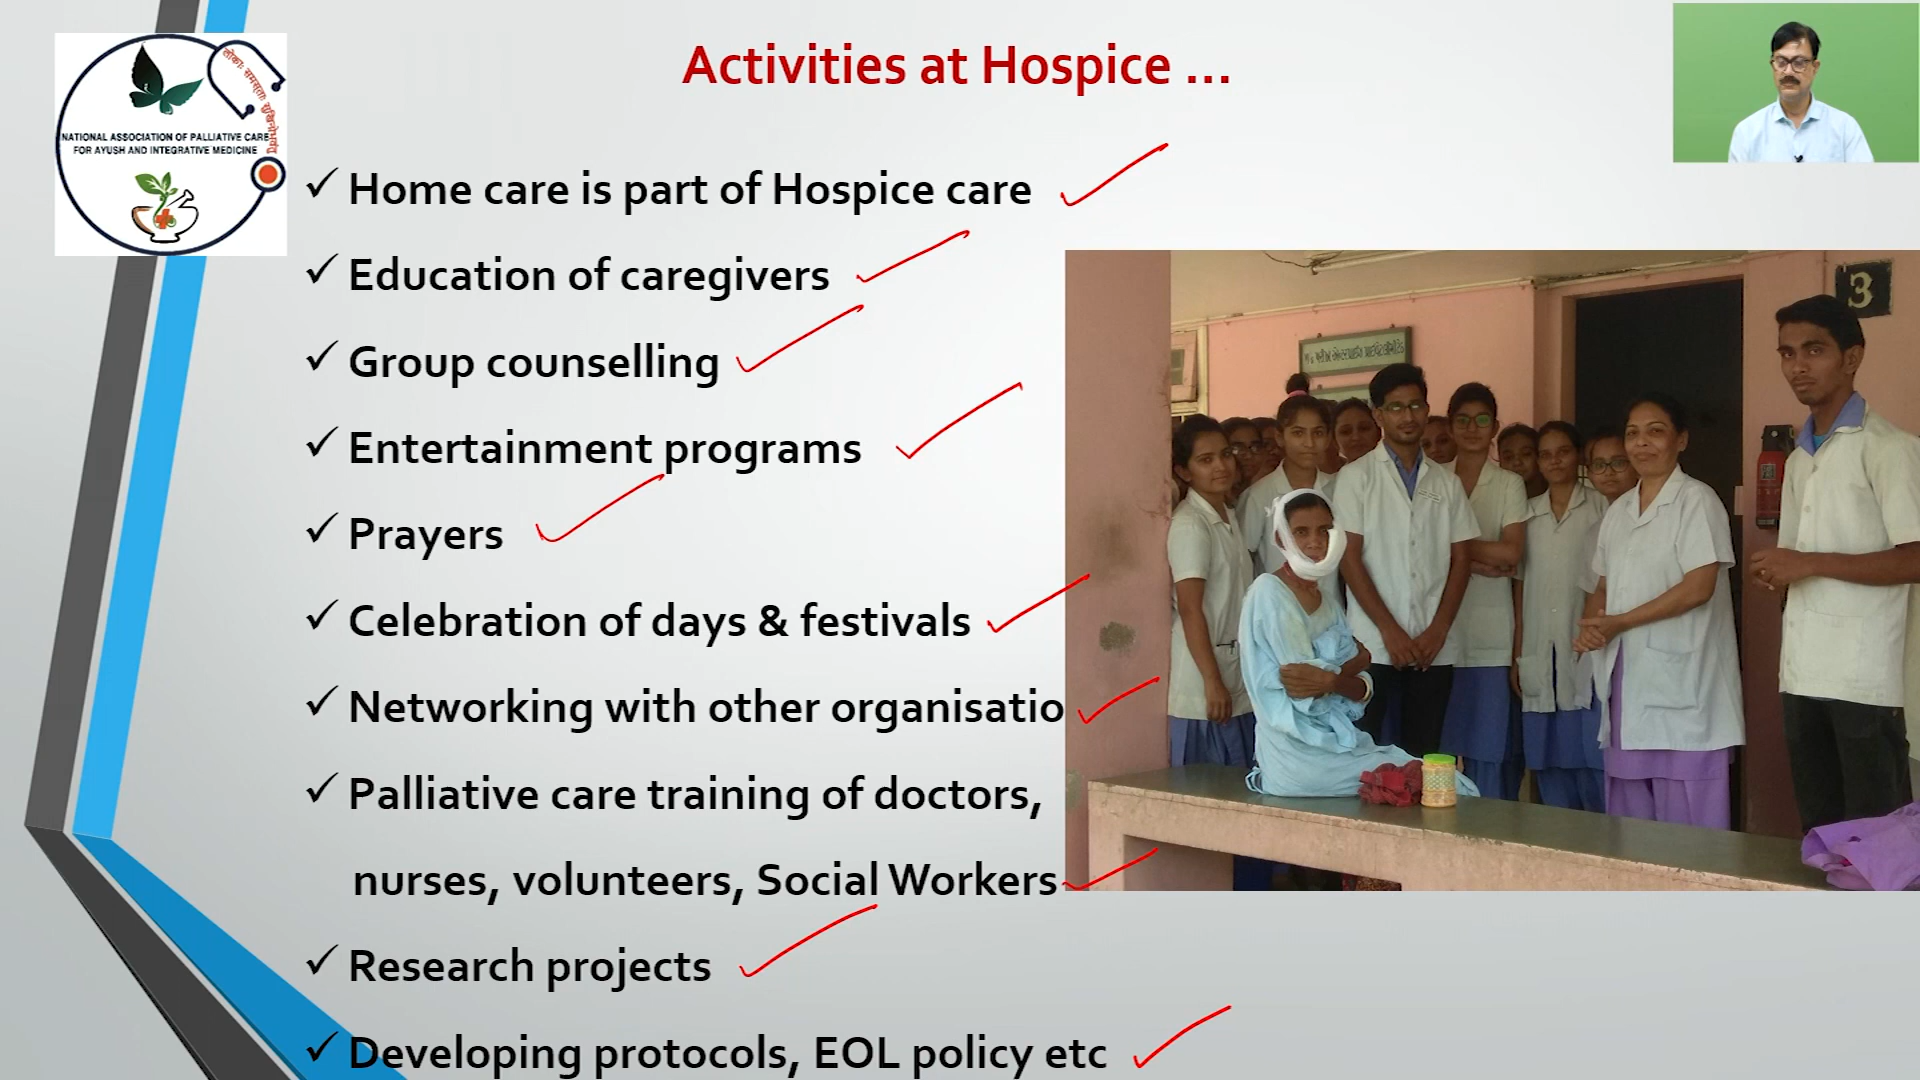 Activities at Hospice ...
लोकाः समस्ताः सुखिनोभवन्तु
NATIONAL ASSOCIATION OF PALLIATIVE CARE
FOR AYUSH AND INTEGRATIVE MEDICINE
✓ Home care is part of Hospice care
✓ Education of caregivers
✓ Group counselling
✓ Entertainment programs
✓ Prayers
✓ Celebration of days & festivals
✓ Networking with other organisatio
✓ Palliative care training of doctors,
nurses, volunteers, Social Workers
✓ Research projects
✓ Developing protocols, EOL policy etc
3